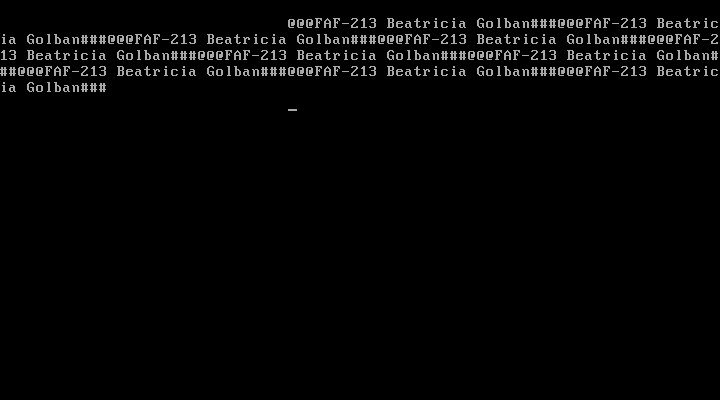 @@@FAF-213 Beatricia Golban###@@@FAF-213 Beatric
ia Golban###@@@FAF-213 Beatricia Golban###@@@FAF-213 Beatricia Golban###@@@FAF-2
13 Beatricia Golban###@@@FAF-213 Beatricia Golban###@@@FAF-213 Beatricia Golban#
##@@@FAF-213 Beatricia Golban###@@@FAF-213 Beatricia Golban###@@@FAF-213 Beatric
ia Golban###